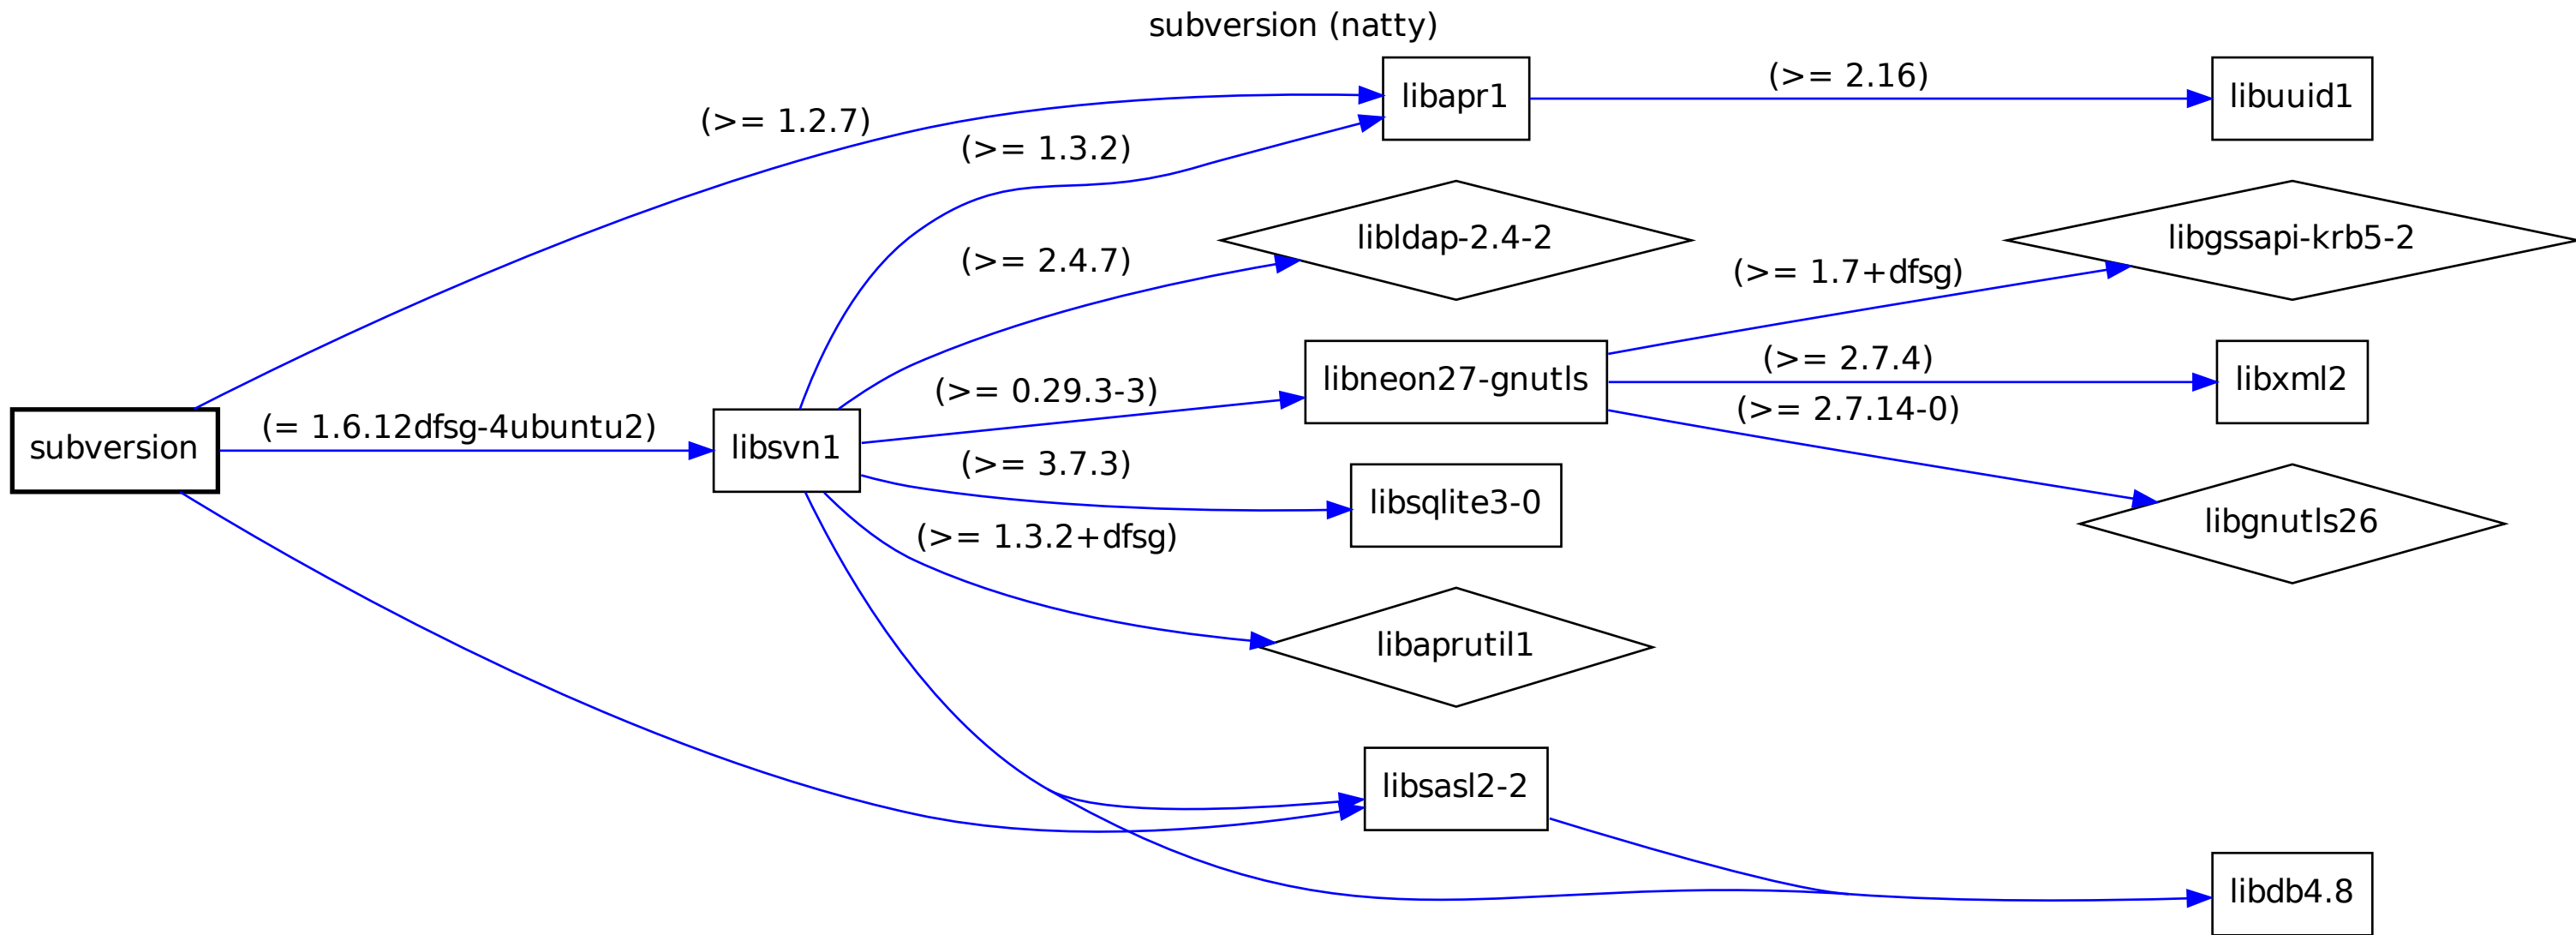 subversion (natty)
libapr1
(>= 2.16)
libuuid1
(>= 1.2.7)
(>= 1.3.2)
libldap-2.4-2
libgssapi-krb5-2
(>= 2.4.7)
(>= 1.7+dfsg)
(>= 2.7.4)
libneon27-gnutls
libxml2
(>= 0.29.3-3)
(>= 2.7.14-0)
(= 1.6.12dfsg-4ubuntu2)
subversion
libsvn1
(>= 3.7.3)
libsqlite3-0
libgnutls26
(>= 1.3.2+dfsg)
libaprutil1
libsasl2-2
libdb4.8